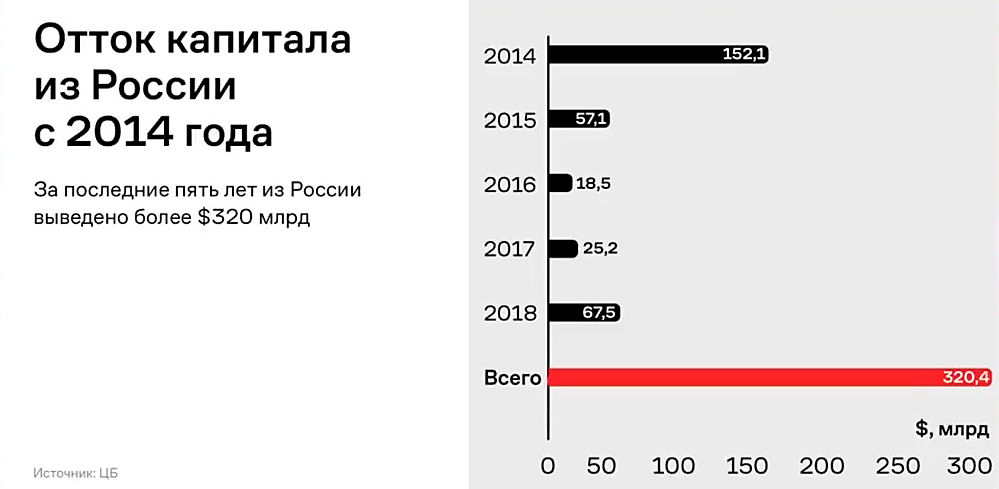 Отток капитала
из России
с 2014 года
За последние пять лет из России
выведено более $320 млрд
Источник: ЦБ
2014 152,1
2015 57,1
2016 18,5
2017 25,2
2018 67,5
Всего 320,4
$, млрд
0 50 100 150 200 250 300